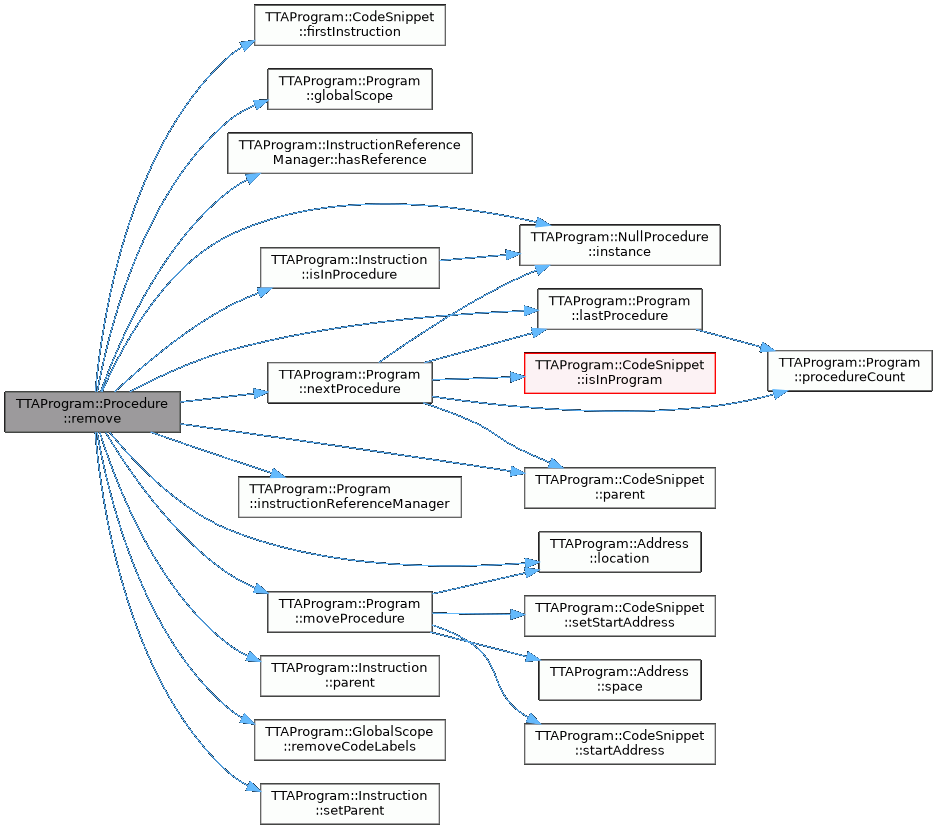 TTAProgram::CodeSnippet
::firstInstruction
TTAProgram::Program
::globalScope
TTAProgram::InstructionReference
Manager::hasReference
TTAProgram::NullProcedure
::instance
TTAProgram::Instruction
::isInProcedure
TTAProgram::Program
::lastProcedure
TTAProgram::Program
::nextProcedure
TTAProgram::CodeSnippet
::isInProgram
TTAProgram::Program
::procedureCount
TTAProgram::Procedure
::remove
TTAProgram::CodeSnippet
::parent
TTAProgram::Program
::instructionReferenceManager
TTAProgram::Address
::location
TTAProgram::Program
::moveProcedure
TTAProgram::CodeSnippet
::setStartAddress
TTAProgram::Instruction
::parent
TTAProgram::Address
::space
TTAProgram::GlobalScope
::removeCodeLabels
TTAProgram::CodeSnippet
::startAddress
TTAProgram::Instruction
::setParent